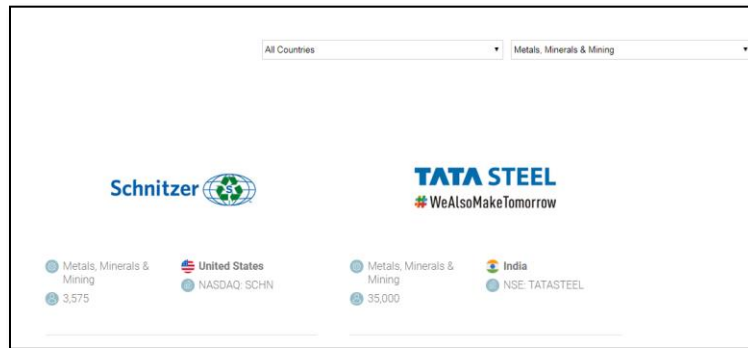 All Countries
Metals, Minerals & Mining
Schnitzer S
TATA STEEL
#WeAlsoMakeTomorrow
Metals, Minerals &
Mining
3,575
United States
NASDAQ: SCHN
Metals, Minerals &
Mining
35,000
India
NSE: TATASTEEL